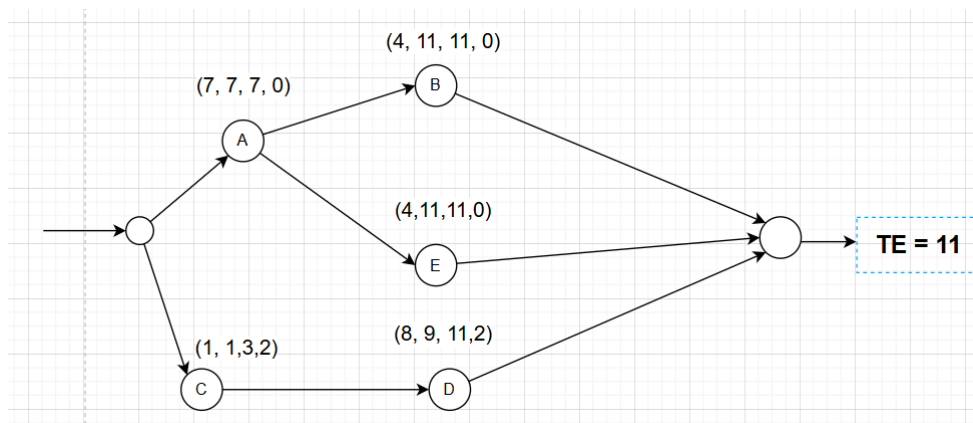 (4, 11, 11, 0)
B
(7, 7, 7, 0)
A
(4,11,11,0)
E
TE = 11
(8, 9, 11,2)
(1, 1,3,2)
C
D